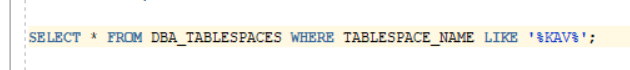 SELECT * FROM DBA_TABLESPACES WHERE TABLESPACE_NAME LIKE '%KAV%';